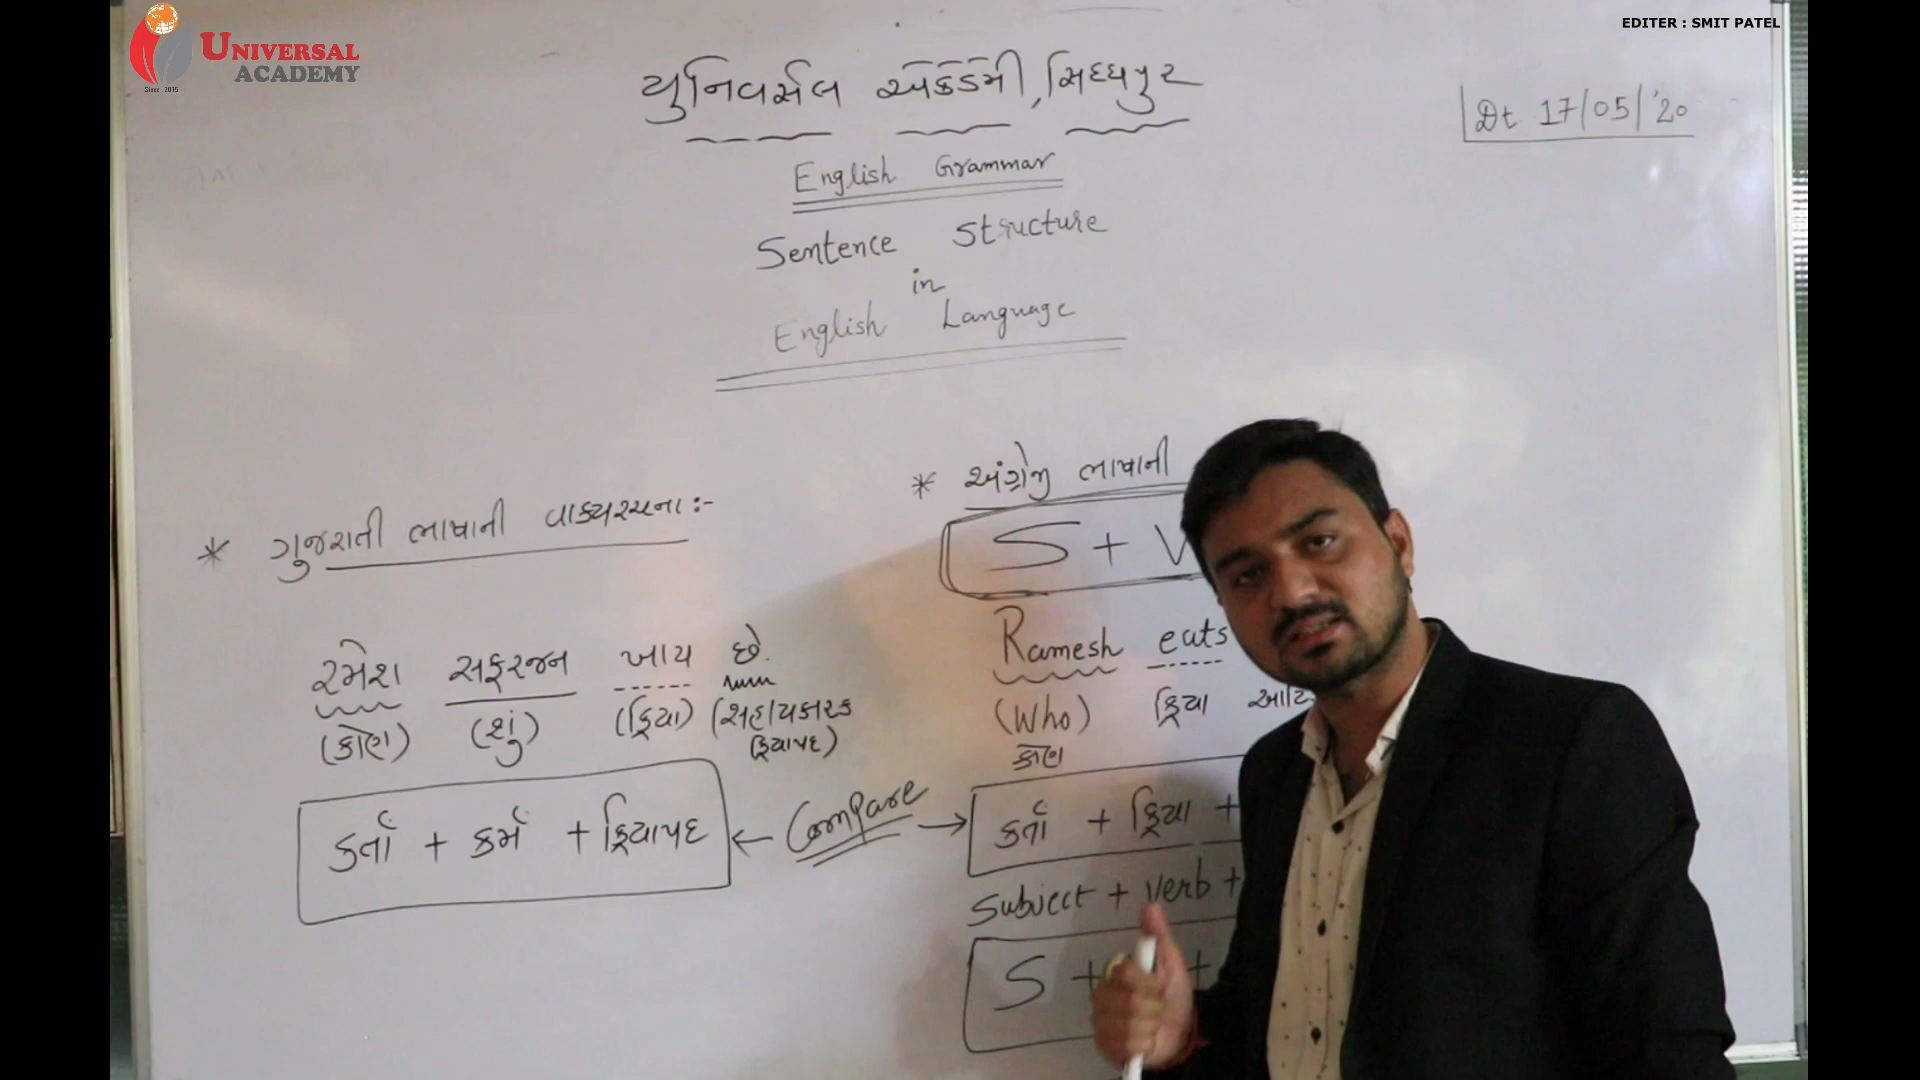 UNIVERSAL
ACADEMY
Since - 2015
EDITER : SMIT PATEL
યુનિવર્સલ એકેડેમી, સિધ્ધપુર
Dt 17/05/'20
English Grammar
Sentence Structure
in
English Language
* ગુજરાતી ભાષાની વાક્યરચના :-
રમેશ સફરજન ખાય છે.
(કોણ) (શું) (ક્રિયા) (સહાયકારક
ક્રિયાપદ)
કર્તા + કર્મ + ક્રિયાપદ
← Compare →
* અંગ્રેજી ભાષાની
S + V
Ramesh eats
(Who) ક્રિયા
કોણ
કર્તા + ક્રિયા +
Subject + Verb +
S + +